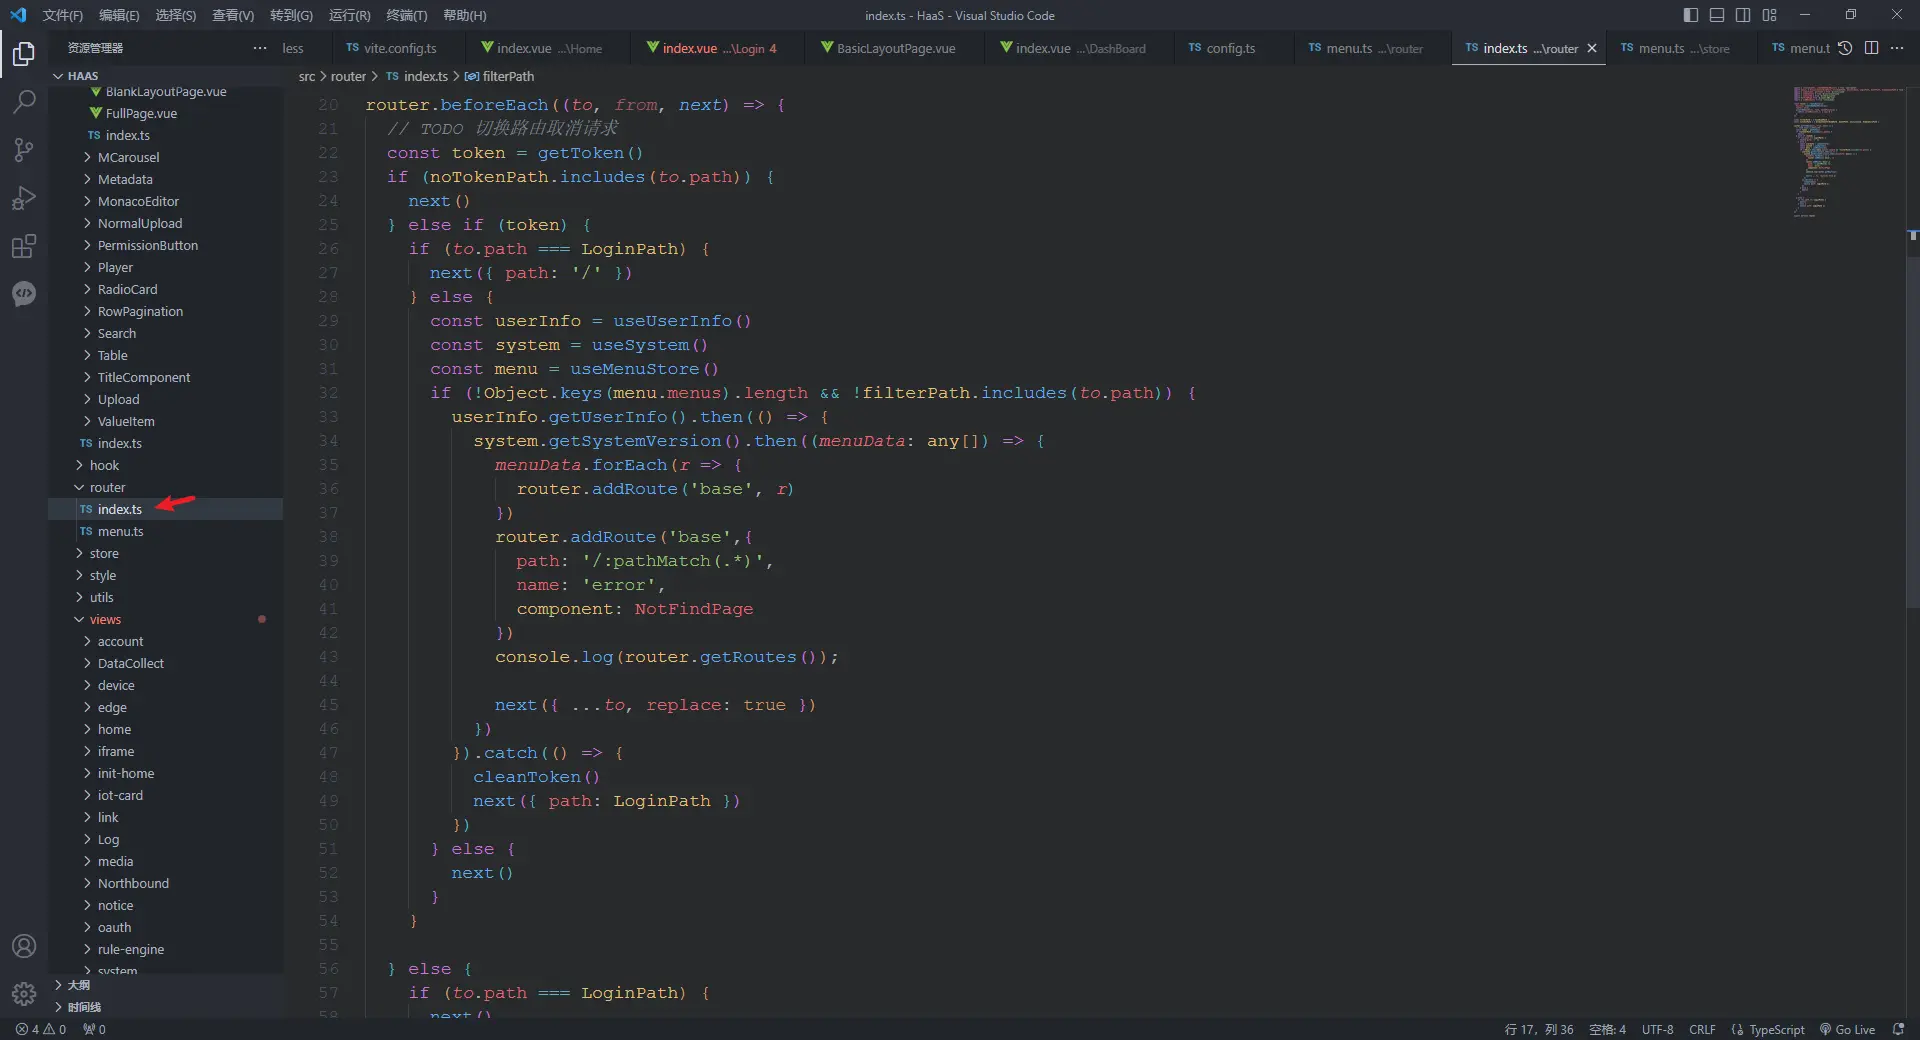 文件(F) 编辑(E) 选择(S) 查看(V) 转到(G) 运行(R) 终端(T) 帮助(H)
index.ts - HaaS - Visual Studio Code
资源管理器 ···
less
TS vite.config.ts
index.vue ...\Home
index.vue ...\Login 4
BasicLayoutPage.vue
index.vue ...\DashBoard
TS config.ts
TS menu.ts ...\router
TS index.ts ...\router
TS menu.ts ...\store
TS menu.t
HAAS
BlankLayoutPage.vue
FullPage.vue
TS index.ts
MCarousel
Metadata
MonacoEditor
NormalUpload
PermissionButton
Player
RadioCard
RowPagination
Search
Table
TitleComponent
Upload
ValueItem
TS index.ts
hook
router
TS index.ts
TS menu.ts
store
style
utils
views
account
DataCollect
device
edge
home
iframe
init-home
iot-card
link
Log
media
Northbound
notice
oauth
rule-engine
system
大纲
时间线
src > router > TS index.ts > filterPath
20 router.beforeEach((to, from, next) => {
21 // TODO 切换路由取消请求
22 const token = getToken()
23 if (noTokenPath.includes(to.path)) {
24 next()
25 } else if (token) {
26 if (to.path === LoginPath) {
27 next({ path: '/' })
28 } else {
29 const userInfo = useUserInfo()
30 const system = useSystem()
31 const menu = useMenuStore()
32 if (!Object.keys(menu.menus).length && !filterPath.includes(to.path)) {
33 userInfo.getUserInfo().then(() => {
34 system.getSystemVersion().then((menuData: any[]) => {
35 menuData.forEach(r => {
36 router.addRoute('base', r)
37 })
38 router.addRoute('base',{
39 path: '/:pathMatch(.*)',
40 name: 'error',
41 component: NotFindPage
42 })
43 console.log(router.getRoutes());
44
45 next({ ...to, replace: true })
46 })
47 }).catch(() => {
48 cleanToken()
49 next({ path: LoginPath })
50 })
51 } else {
52 next()
53 }
54 }
55
56 } else {
57 if (to.path === LoginPath) {
58 next()
4 0 0
行 17，列 36 空格: 4 UTF-8 CRLF TypeScript Go Live